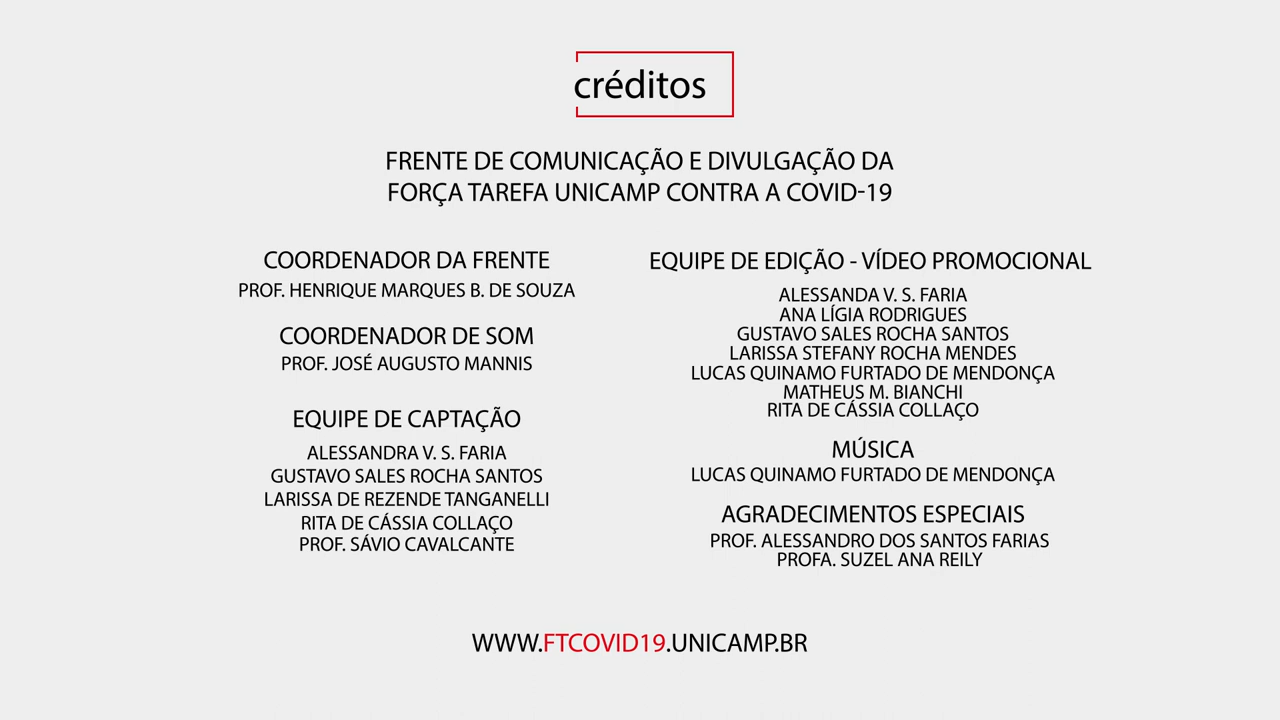 créditos
FRENTE DE COMUNICAÇÃO E DIVULGAÇÃO DA
FORÇA TAREFA UNICAMP CONTRA A COVID-19
COORDENADOR DA FRENTE
PROF. HENRIQUE MARQUES B. DE SOUZA
COORDENADOR DE SOM
PROF. JOSÉ AUGUSTO MANNIS
EQUIPE DE CAPTAÇÃO
ALESSANDRA V. S. FARIA
GUSTAVO SALES ROCHA SANTOS
LARISSA DE REZENDE TANGANELLI
RITA DE CÁSSIA COLLAÇO
PROF. SÁVIO CAVALCANTE
EQUIPE DE EDIÇÃO - VÍDEO PROMOCIONAL
ALESSANDA V. S. FARIA
ANA LÍGIA RODRIGUES
GUSTAVO SALES ROCHA SANTOS
LARISSA STEFANY ROCHA MENDES
LUCAS QUINAMO FURTADO DE MENDONÇA
MATHEUS M. BIANCHI
RITA DE CÁSSIA COLLAÇO
MÚSICA
LUCAS QUINAMO FURTADO DE MENDONÇA
AGRADECIMENTOS ESPECIAIS
PROF. ALESSANDRO DOS SANTOS FARIAS
PROFA. SUZEL ANA REILY
WWW.FTCOVID19.UNICAMP.BR